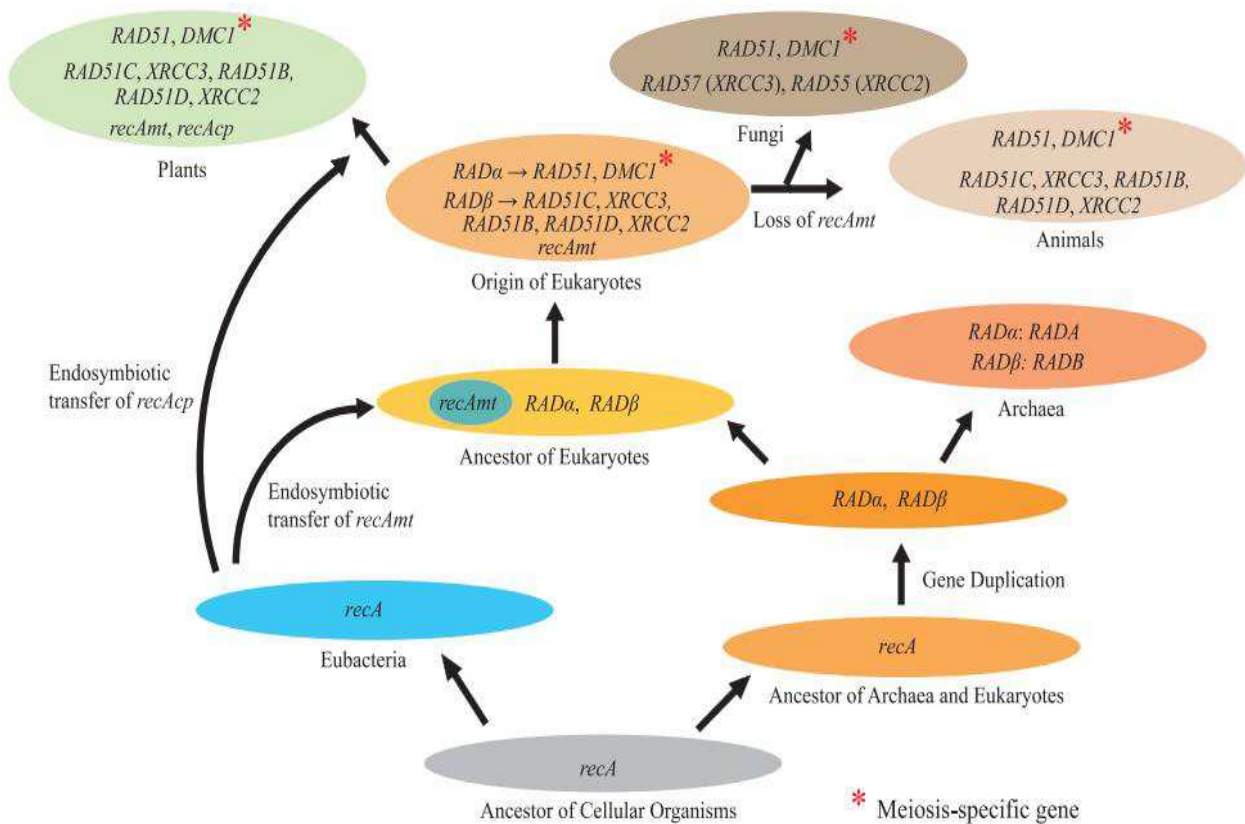 RAD51, DMC1*
RAD51C, XRCC3, RAD51B,
RAD51D, XRCC2
recAmt, recAcp
Plants
RAD51, DMC1*
RAD57 (XRCC3), RAD55 (XRCC2)
Fungi
RAD51, DMC1*
RAD51C, XRCC3, RAD51B,
RAD51D, XRCC2
Animals
RADα → RAD51, DMC1*
RADβ → RAD51C, XRCC3,
RAD51B, RAD51D, XRCC2
recAmt
Origin of Eukaryotes
Loss of recAmt
RADα: RADA
RADβ: RADB
Archaea
Endosymbiotic
transfer of recAcp
recAmt RADα, RADβ
Ancestor of Eukaryotes
Endosymbiotic
transfer of recAmt
RADα, RADβ
Gene Duplication
recA
Eubacteria
recA
Ancestor of Archaea and Eukaryotes
recA
Ancestor of Cellular Organisms
* Meiosis-specific gene